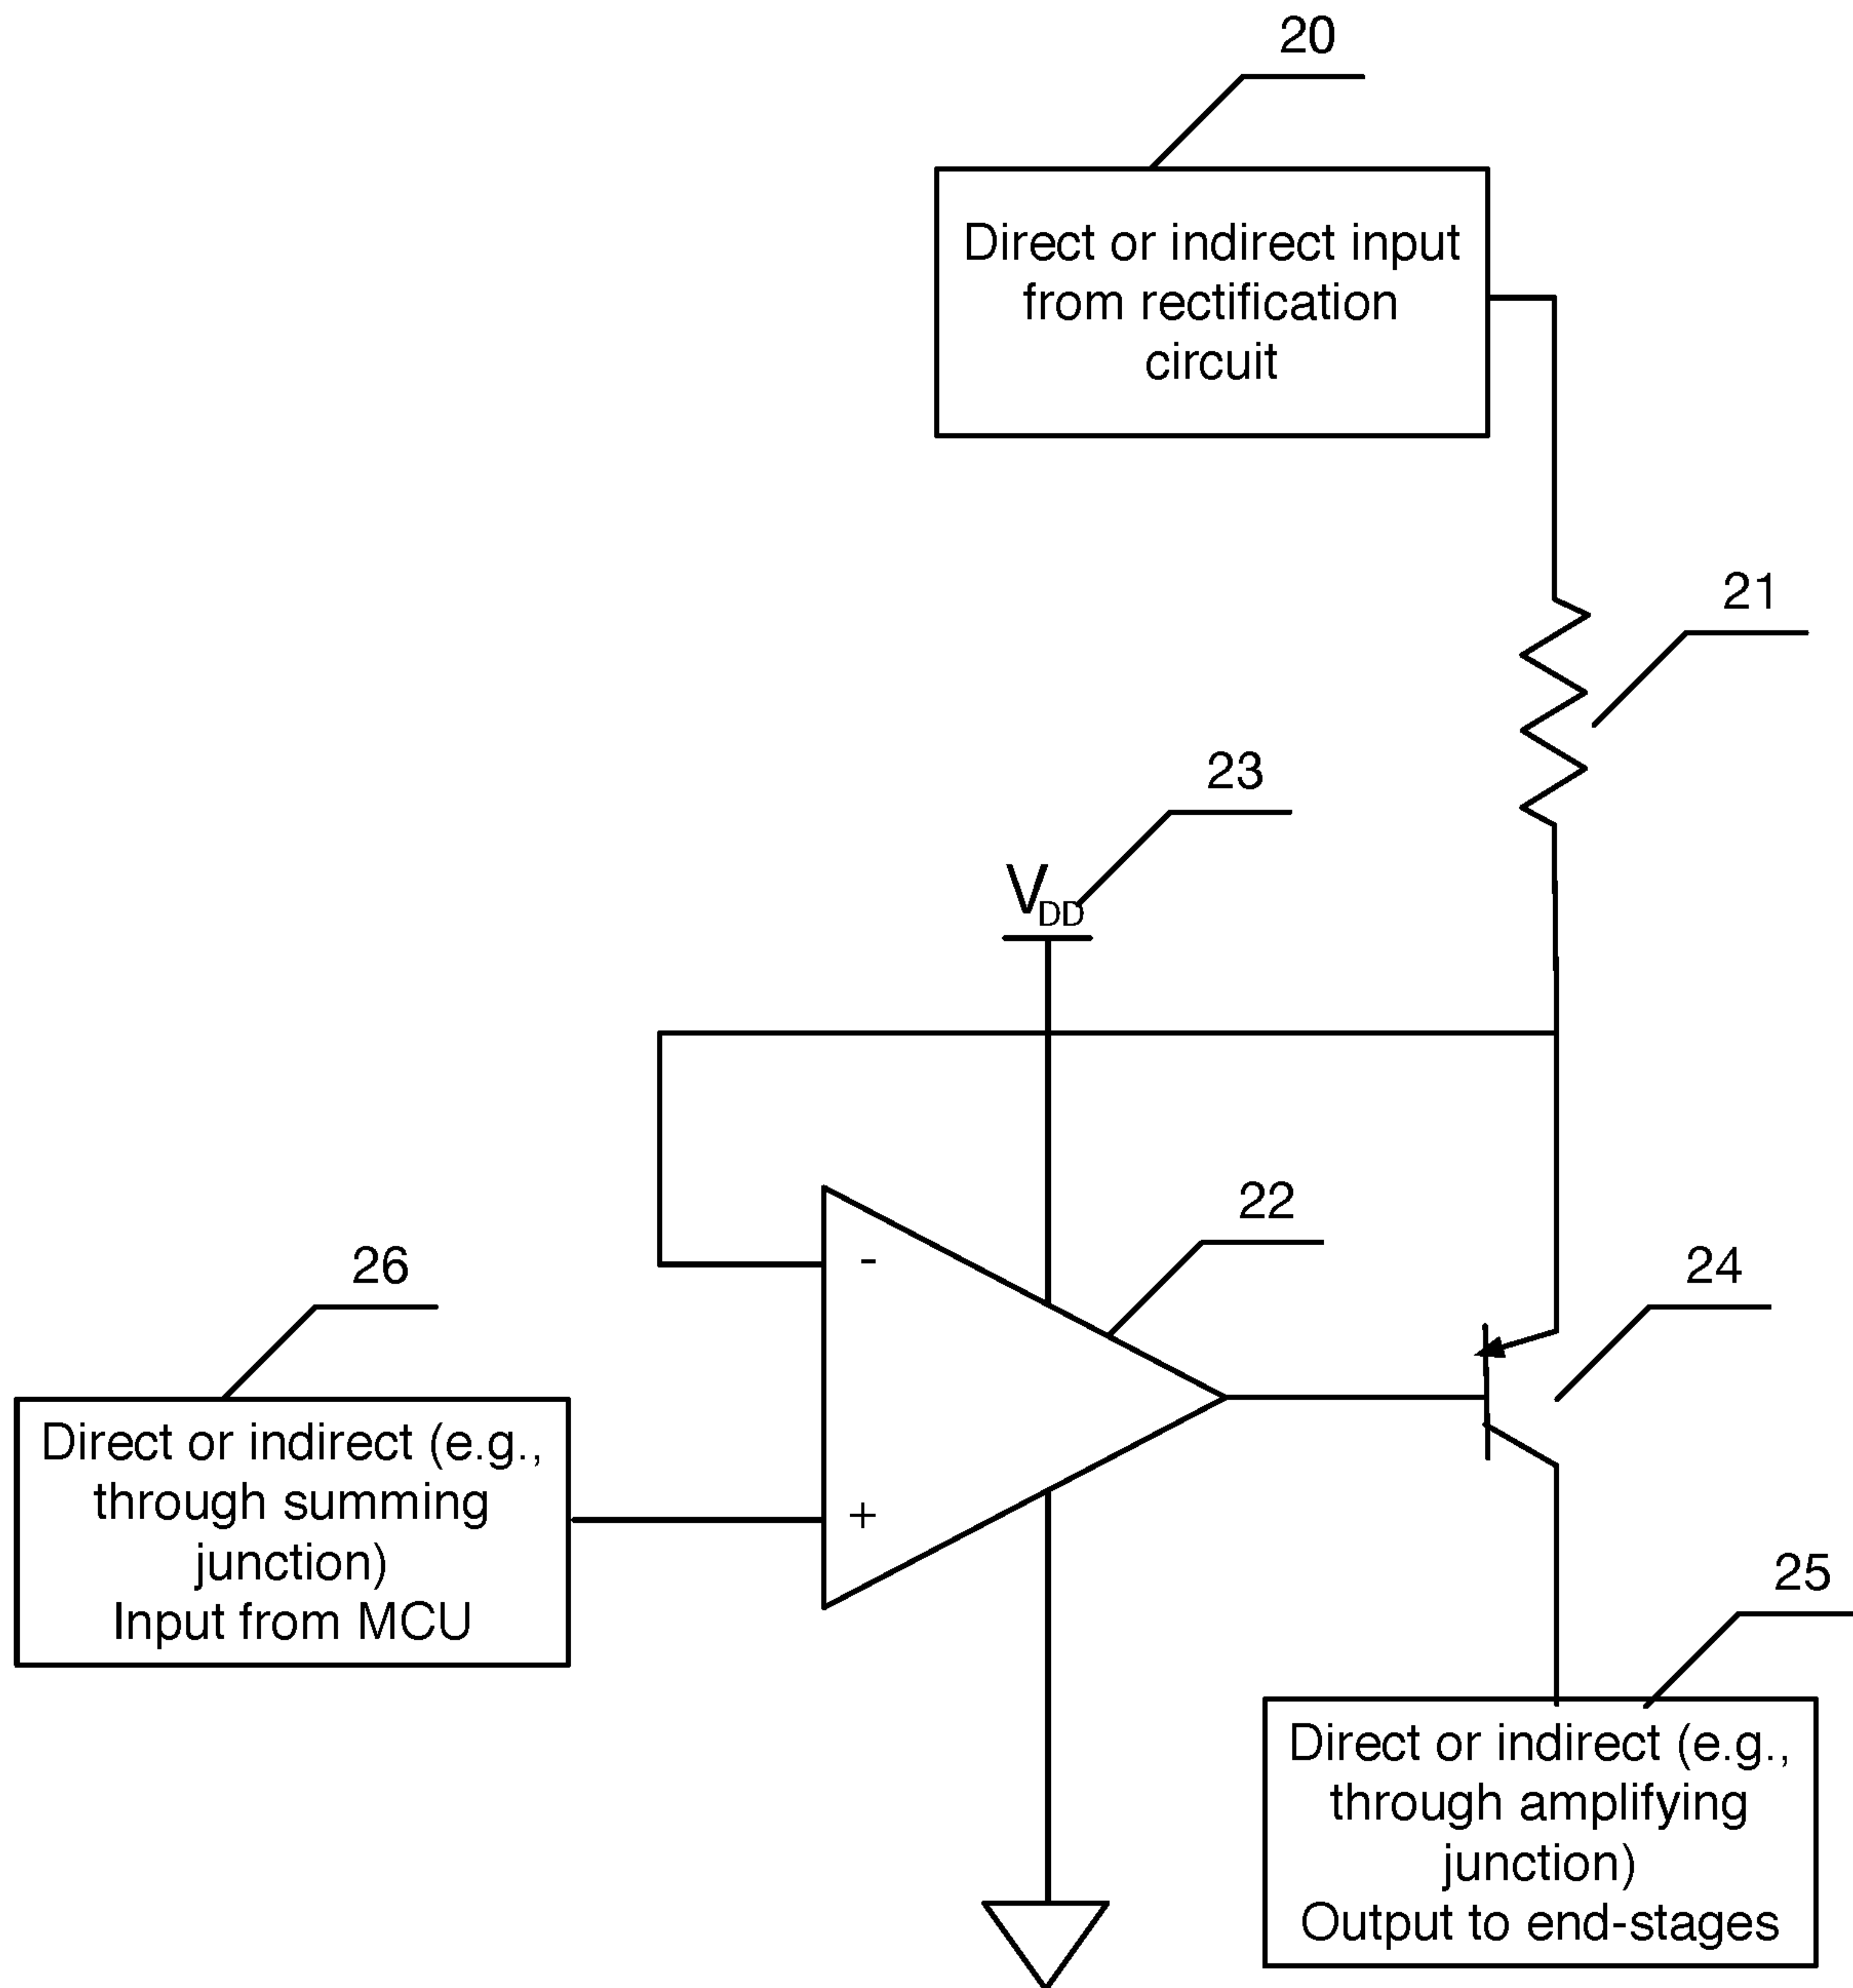 20
Direct or indirect input
from rectification
circuit
21
23
VDD
22
-
+
26
Direct or indirect (e.g.,
through summing
junction)
Input from MCU
24
25
Direct or indirect (e.g.,
through amplifying
junction)
Output to end-stages